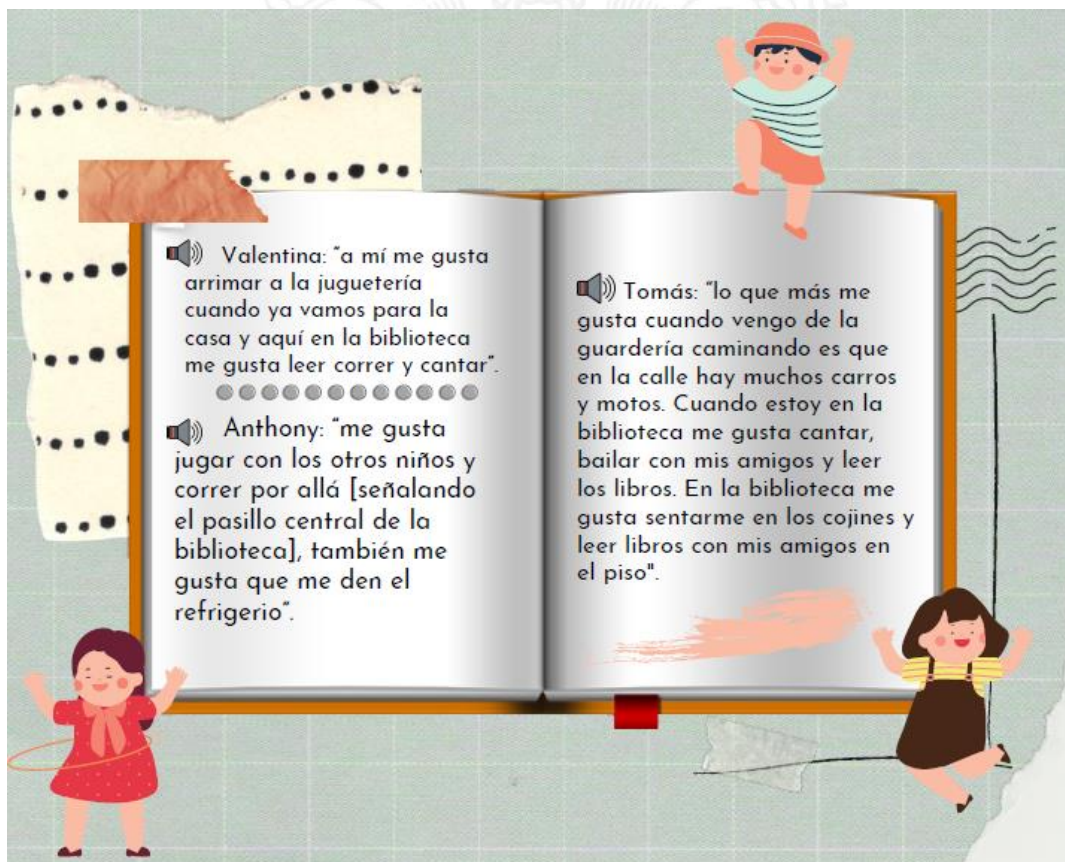 Valentina: “a mí me gusta
arrimar a la juguetería
cuando ya vamos para la
casa y aquí en la biblioteca
me gusta leer correr y cantar”.
Anthony: “me gusta
jugar con los otros niños y
correr por allá [señalando
el pasillo central de la
biblioteca], también me
gusta que me den el
refrigerio”.
Tomás: “lo que más me
gusta cuando vengo de la
guardería caminando es que
en la calle hay muchos carros
y motos. Cuando estoy en la
biblioteca me gusta cantar,
bailar con mis amigos y leer
los libros. En la biblioteca me
gusta sentarme en los cojines y
leer libros con mis amigos en
el piso".